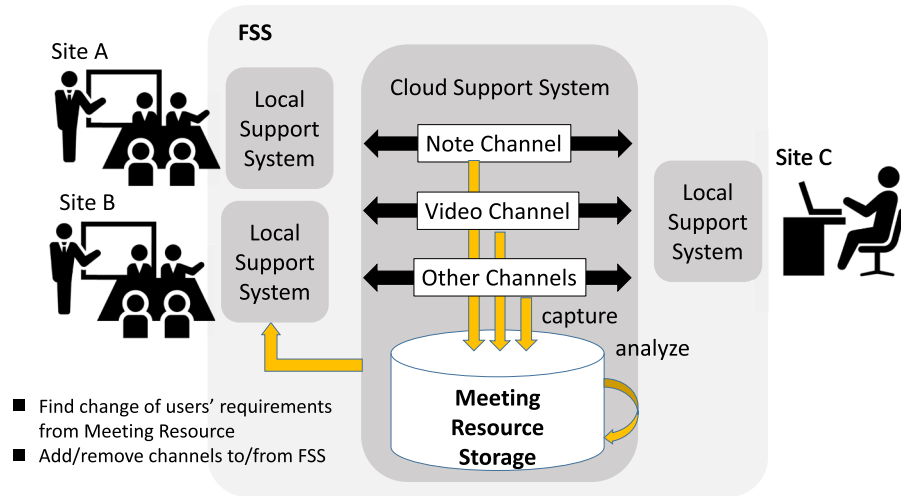 FSS
Site A
Local
Support
System
Cloud Support System
Note Channel
Site B
Video Channel
Local
Support
System
Site C
Local
Support
System
Other Channels
capture
analyze
Meeting
Resource
Storage
■ Find change of users’ requirements
from Meeting Resource
■ Add/remove channels to/from FSS